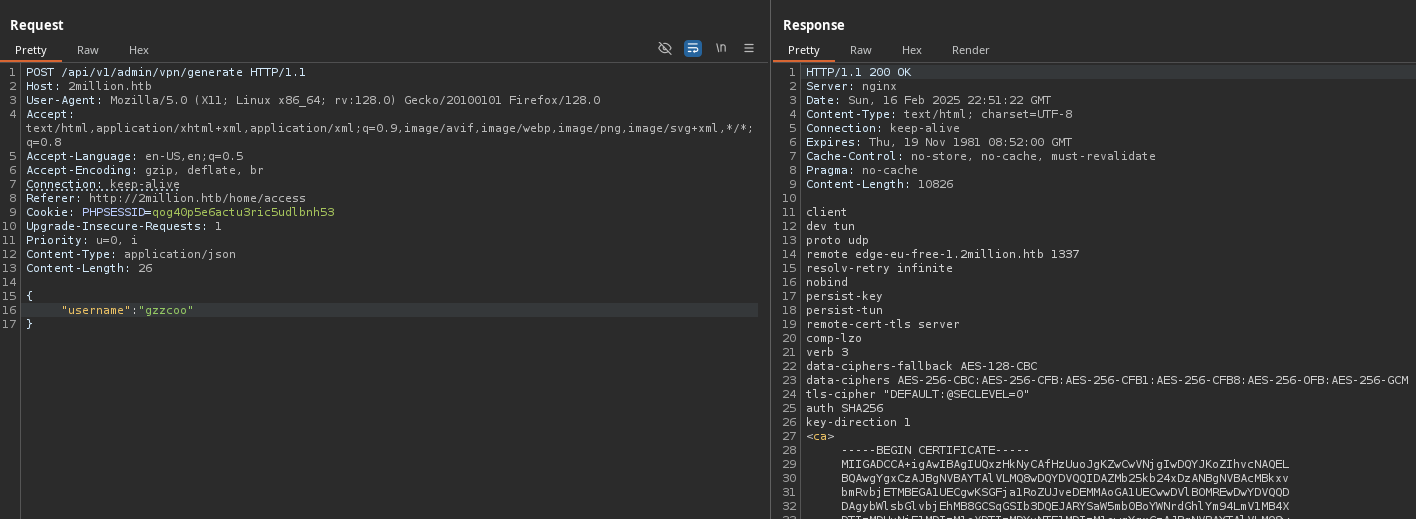 Request
Pretty Raw Hex
\n
1 POST /api/v1/admin/vpn/generate HTTP/1.1
2 Host: 2million.htb
3 User-Agent: Mozilla/5.0 (X11; Linux x86_64; rv:128.0) Gecko/20100101 Firefox/128.0
4 Accept:
text/html,application/xhtml+xml,application/xml;q=0.9,image/avif,image/webp,image/png,image/svg+xml,*/*;
q=0.8
5 Accept-Language: en-US,en;q=0.5
6 Accept-Encoding: gzip, deflate, br
7 Connection: keep-alive
8 Referer: http://2million.htb/home/access
9 Cookie: PHPSESSID=qog40p5e6actu3ric5udlbnh53
10 Upgrade-Insecure-Requests: 1
11 Priority: u=0, i
12 Content-Type: application/json
13 Content-Length: 26
14
15 {
16 "username":"gzzcoo"
17 }
Response
Pretty Raw Hex Render
1 HTTP/1.1 200 OK
2 Server: nginx
3 Date: Sun, 16 Feb 2025 22:51:22 GMT
4 Content-Type: text/html; charset=UTF-8
5 Connection: keep-alive
6 Expires: Thu, 19 Nov 1981 08:52:00 GMT
7 Cache-Control: no-store, no-cache, must-revalidate
8 Pragma: no-cache
9 Content-Length: 10826
10
11 client
12 dev tun
13 proto udp
14 remote edge-eu-free-1.2million.htb 1337
15 resolv-retry infinite
16 nobind
17 persist-key
18 persist-tun
19 remote-cert-tls server
20 comp-lzo
21 verb 3
22 data-ciphers-fallback AES-128-CBC
23 data-ciphers AES-256-CBC:AES-256-CFB:AES-256-CFB1:AES-256-CFB8:AES-256-OFB:AES-256-GCM
24 tls-cipher "DEFAULT:@SECLEVEL=0"
25 auth SHA256
26 key-direction 1
27 <ca>
28 -----BEGIN CERTIFICATE-----
29 MIIGADCCA+igAwIBAgIUQxzHkNyCAfHzUuoJgKZwCwVNjgIwDQYJKoZIhvcNAQEL
30 BQAwgYgxCzAJBgNVBAYTAlVLMQ8wDQYDVQQIDAZMb25kb24xDzANBgNVBAcMBkxv
31 bmRvbjETMBEGA1UECgwKSGFja1RoZUJveDEMMAoGA1UECwwDVlBOMREwDwYDVQQD
32 DAgybWlsbGlvbjEhMB8GCSqGSIb3DQEJARYSaW5mb0BoYWNrdGhlYm94LmV1MB4X